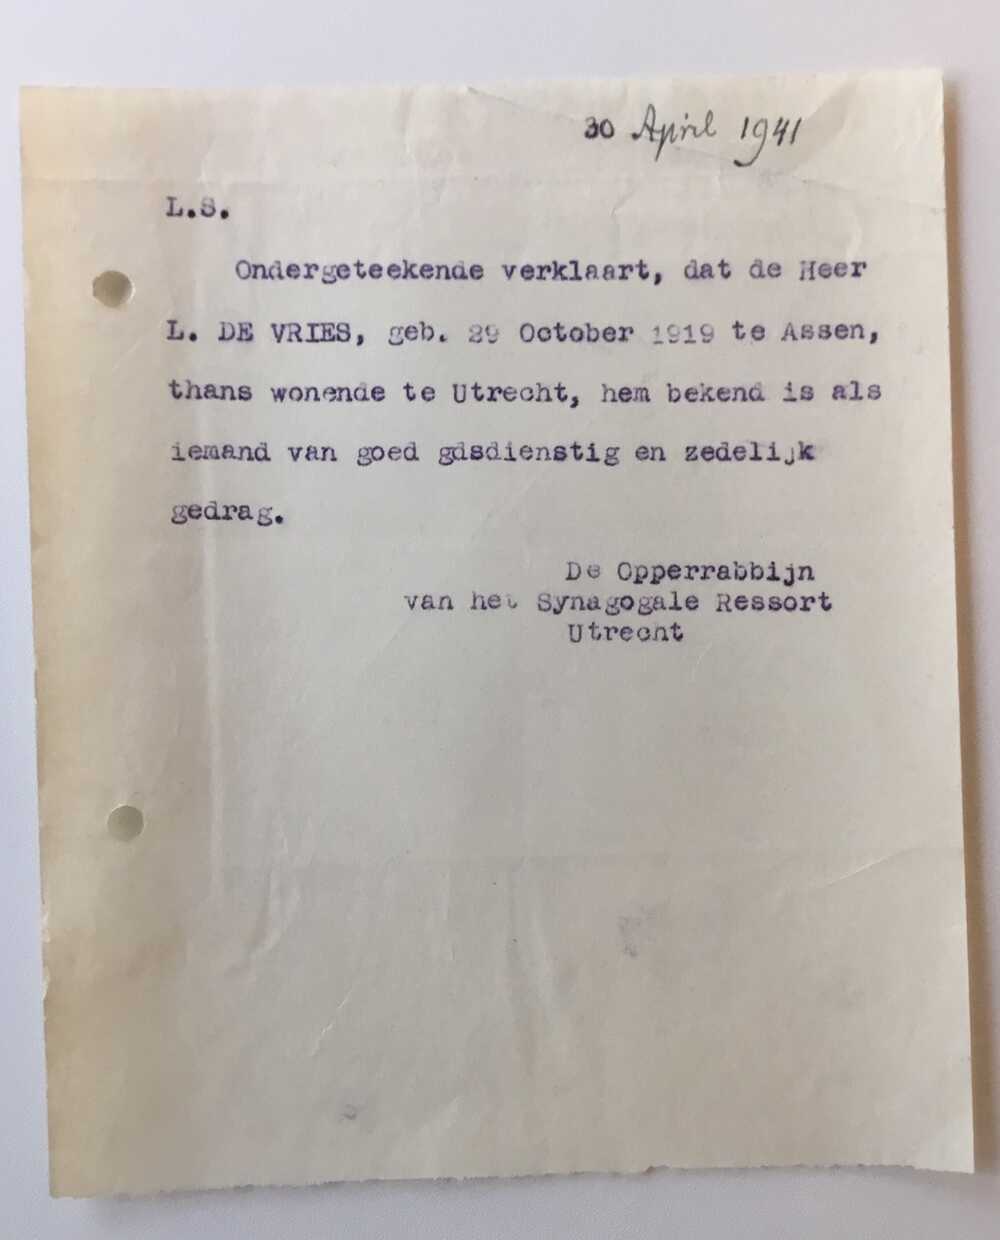 30 April 1941
L.S.
Ondergeteekende verklaart, dat de Heer
L. DE VRIES, geb. 29 October 1919 te Assen,
thans wonende te Utrecht, hem bekend is als
iemand van goed gdsdienstig en zedelijk
gedrag.
De Opperrabbijn
van het Synagogale Ressort
Utrecht